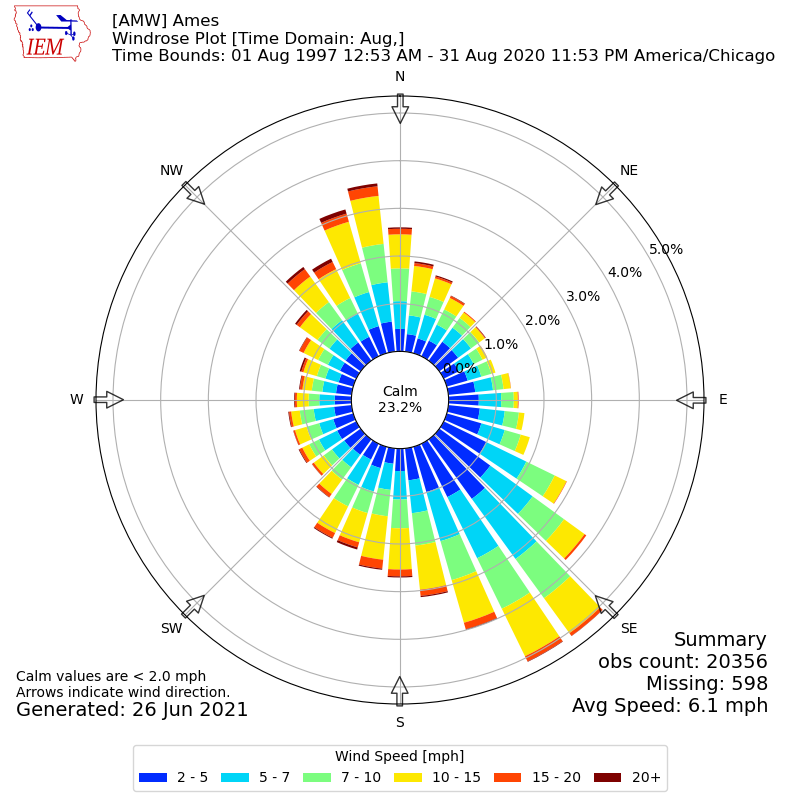 IEM
[AMW] Ames
Windrose Plot [Time Domain: Aug,]
Time Bounds: 01 Aug 1997 12:53 AM - 31 Aug 2020 11:53 PM America/Chicago
N
NW
NE
5.0%
4.0%
3.0%
2.0%
1.0%
0.0%
Calm
23.2%
W
E
SW
SE
S
Summary
obs count: 20356
Missing: 598
Avg Speed: 6.1 mph
Calm values are < 2.0 mph
Arrows indicate wind direction.
Generated: 26 Jun 2021
Wind Speed [mph]
2 - 5 5 - 7 7 - 10 10 - 15 15 - 20 20+